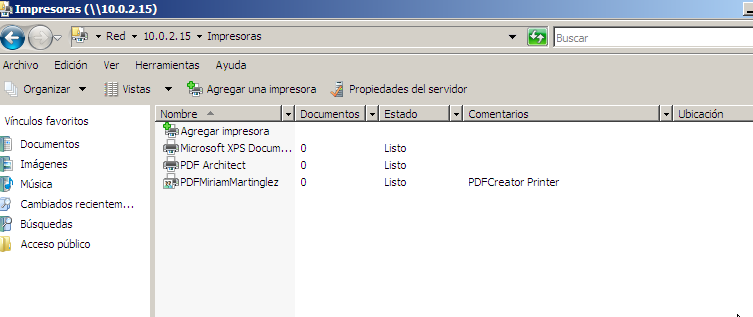 Impresoras (\\10.0.2.15)
Red 10.0.2.15 Impresoras Buscar
Archivo Edición Ver Herramientas Ayuda
Organizar Vistas Agregar una impresora Propiedades del servidor
Vínculos favoritos
Documentos
Imágenes
Música
Cambiados recientem...
Búsquedas
Acceso público
Nombre Documentos Estado Comentarios Ubicación
Agregar impresora
Microsoft XPS Docum... 0 Listo
PDF Architect 0 Listo
PDFMiriamMartinglez 0 Listo PDFCreator Printer